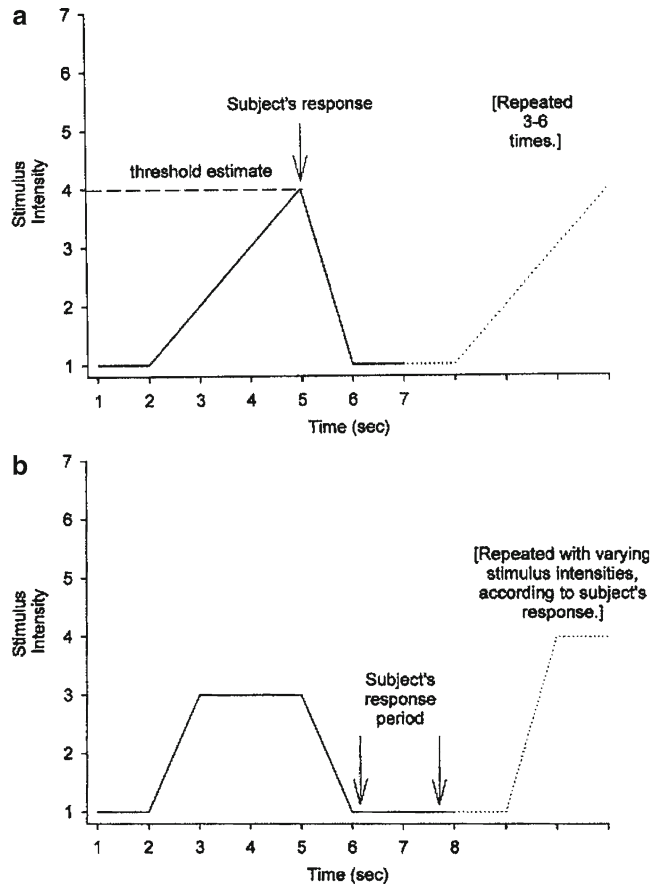 a
7
6
5
4
3
2
1
Stimulus
Intensity
Subject's response
[Repeated
3-6
times.]
threshold estimate
1 2 3 4 5 6 7
Time (sec)
b
7
6
5
4
3
2
1
Stimulus
Intensity
[Repeated with varying
stimulus intensities,
according to subject's
response.]
Subject's
response
period
1 2 3 4 5 6 7 8
Time (sec)